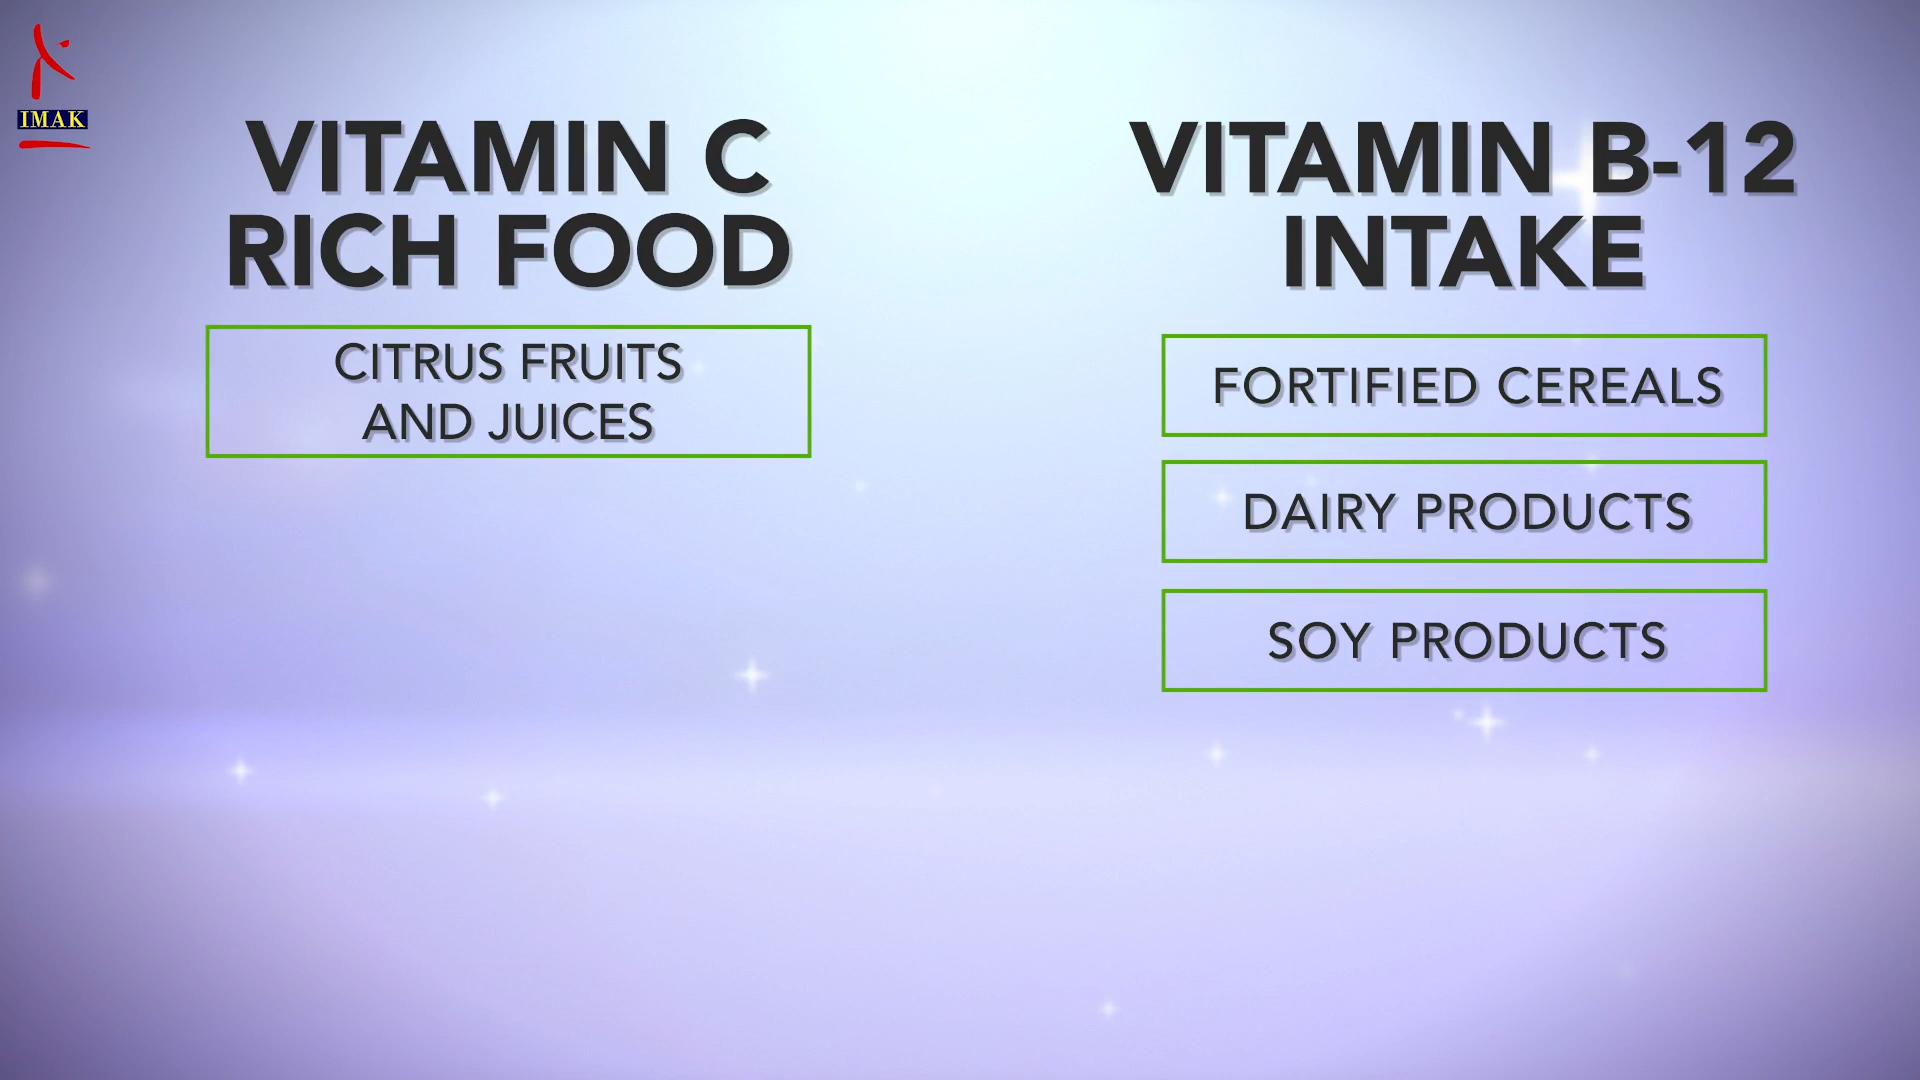 IMAK
VITAMIN C
RICH FOOD
CITRUS FRUITS
AND JUICES
VITAMIN B-12
INTAKE
FORTIFIED CEREALS
DAIRY PRODUCTS
SOY PRODUCTS